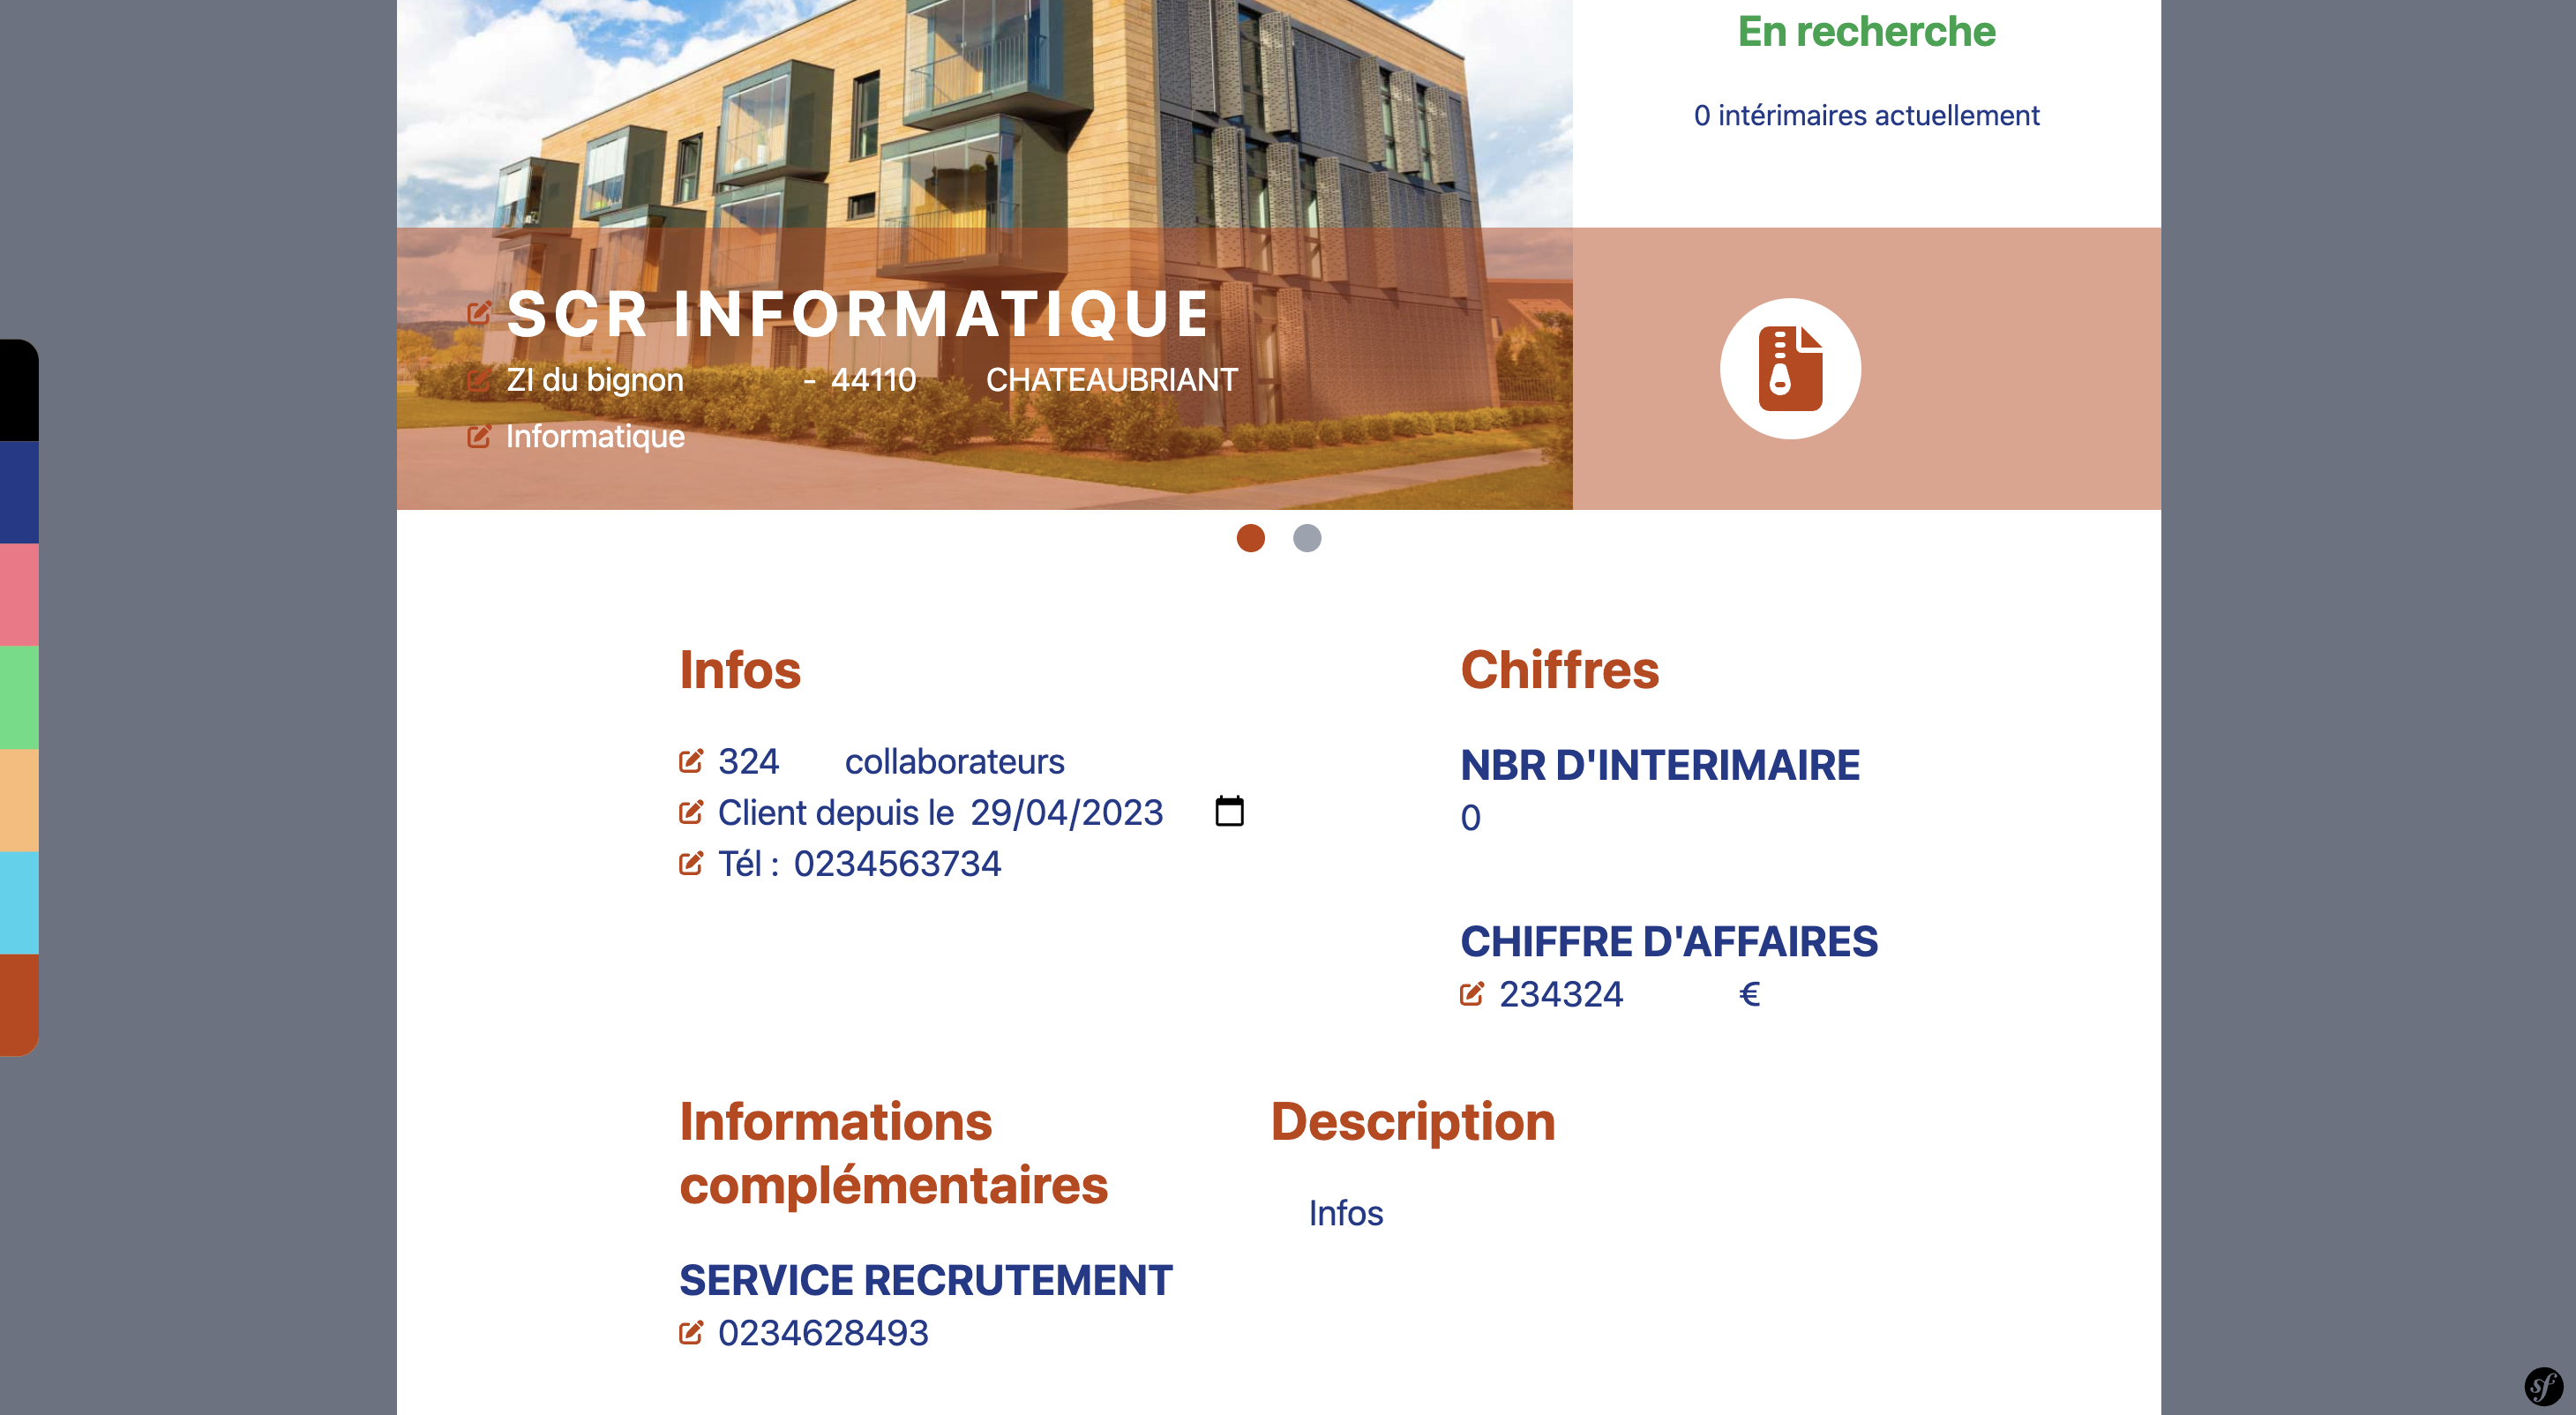 En recherche
0 intérimaires actuellement
SCR INFORMATIQUE
ZI du bignon - 44110 CHATEAUBRIANT
Informatique
Infos
324 collaborateurs
Client depuis le 29/04/2023
Tél : 0234563734
Chiffres
NBR D'INTERIMAIRE
0
CHIFFRE D'AFFAIRES
234324 €
Informations
complémentaires
SERVICE RECRUTEMENT
0234628493
Description
Infos
sf